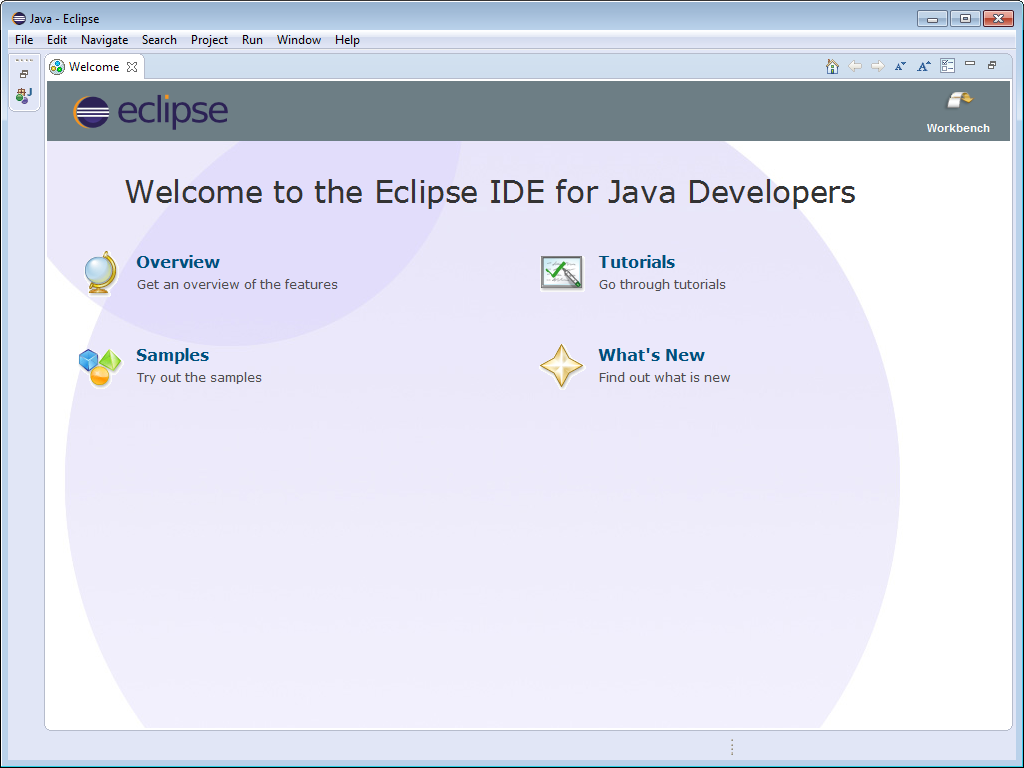 Java - Eclipse
File Edit Navigate Search Project Run Window Help
Welcome
eclipse
Workbench
Welcome to the Eclipse IDE for Java Developers
Overview
Get an overview of the features
Tutorials
Go through tutorials
Samples
Try out the samples
What's New
Find out what is new